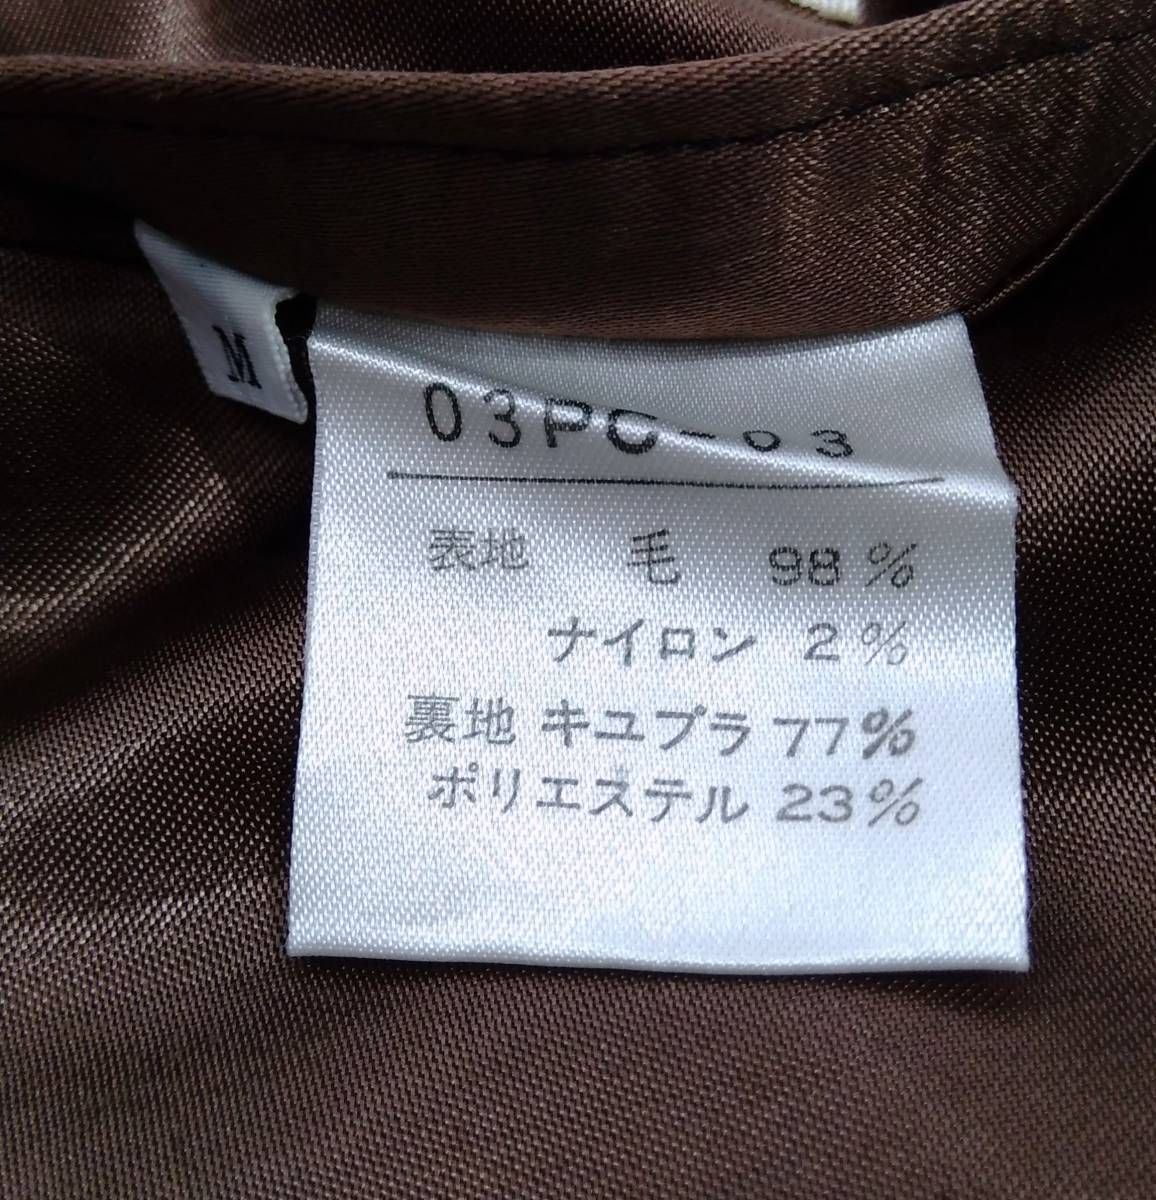 M
03PC-03
表地 毛 98%
ナイロン 2%
裏地 キユプラ 77%
ポリエステル 23%